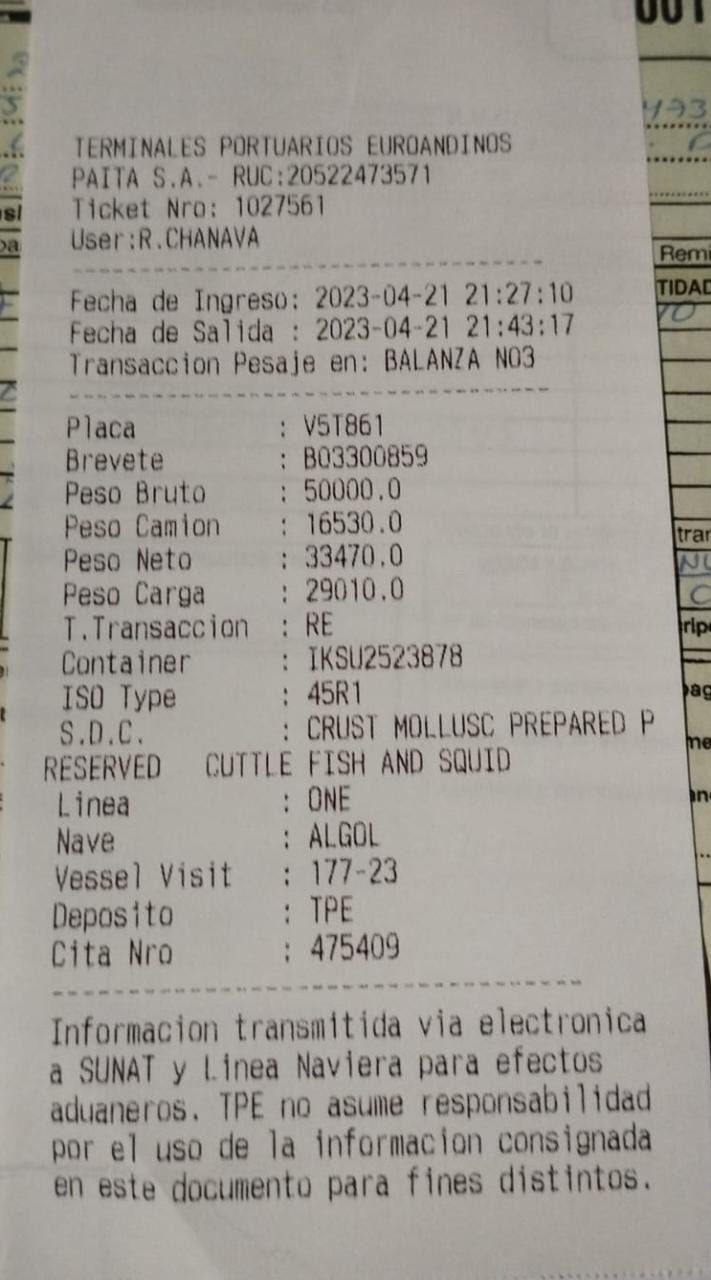 TERMINALES PORTUARIOS EUROANDINOS
PAITA S.A.- RUC:20522473571
Ticket Nro: 1027561
User:R.CHANAVA
Fecha de Ingreso: 2023-04-21 21:27:10
Fecha de Salida : 2023-04-21 21:43:17
Transaccion Pesaje en: BALANZA N03
Placa : V5T861
Brevete : B03300859
Peso Bruto : 50000.0
Peso Camion : 16530.0
Peso Neto : 33470.0
Peso Carga : 29010.0
T.Transaccion : RE
Container : IKSU2523878
ISO Type : 45R1
S.D.C. : CRUST MOLLUSC PREPARED P
RESERVED CUTTLE FISH AND SQUID
Linea : ONE
Nave : ALGOL
Vessel Visit : 177-23
Deposito : TPE
Cita Nro : 475409
Informacion transmitida via electronica
a SUNAT y Linea Naviera para efectos
aduaneros. TPE no asume responsabilidad
por el uso de la informacion consignada
en este documento para fines distintos.